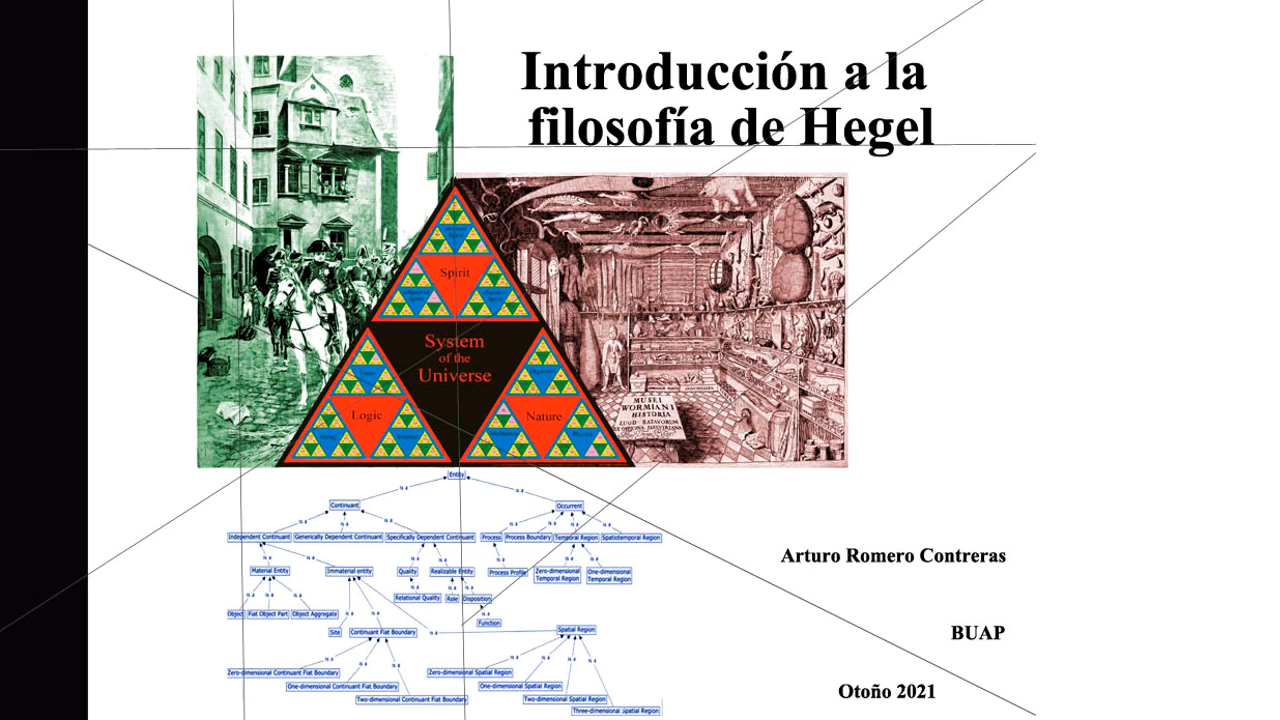 Introducción a la
filosofía de Hegel
Spirit
System
of the
Universe
Logic
Nature
MUSEI
WORMIANI
HISTORIA
Entity
Continuant
Occurrent
Independent Continuant
Generically Dependent Continuant
Specifically Dependent Continuant
Process
Process Boundary
Temporal Region
Spatiotemporal Region
Material Entity
Immaterial entity
Quality
Realizable Entity
Process Profile
Zero-dimensional
Temporal Region
One-dimensional
Temporal Region
Relational Quality
Role
Disposition
Object
Fiat Object Part
Object Aggregate
Function
Site
Continuant Fiat Boundary
Spatial Region
Zero-dimensional Continuant Fiat Boundary
Zero-dimensional Spatial Region
One-dimensional Continuant Fiat Boundary
One-dimensional Spatial Region
Two-dimensional Continuant Fiat Boundary
Two-dimensional Spatial Region
Three-dimensional Spatial Region
Arturo Romero Contreras
BUAP
Otoño 2021